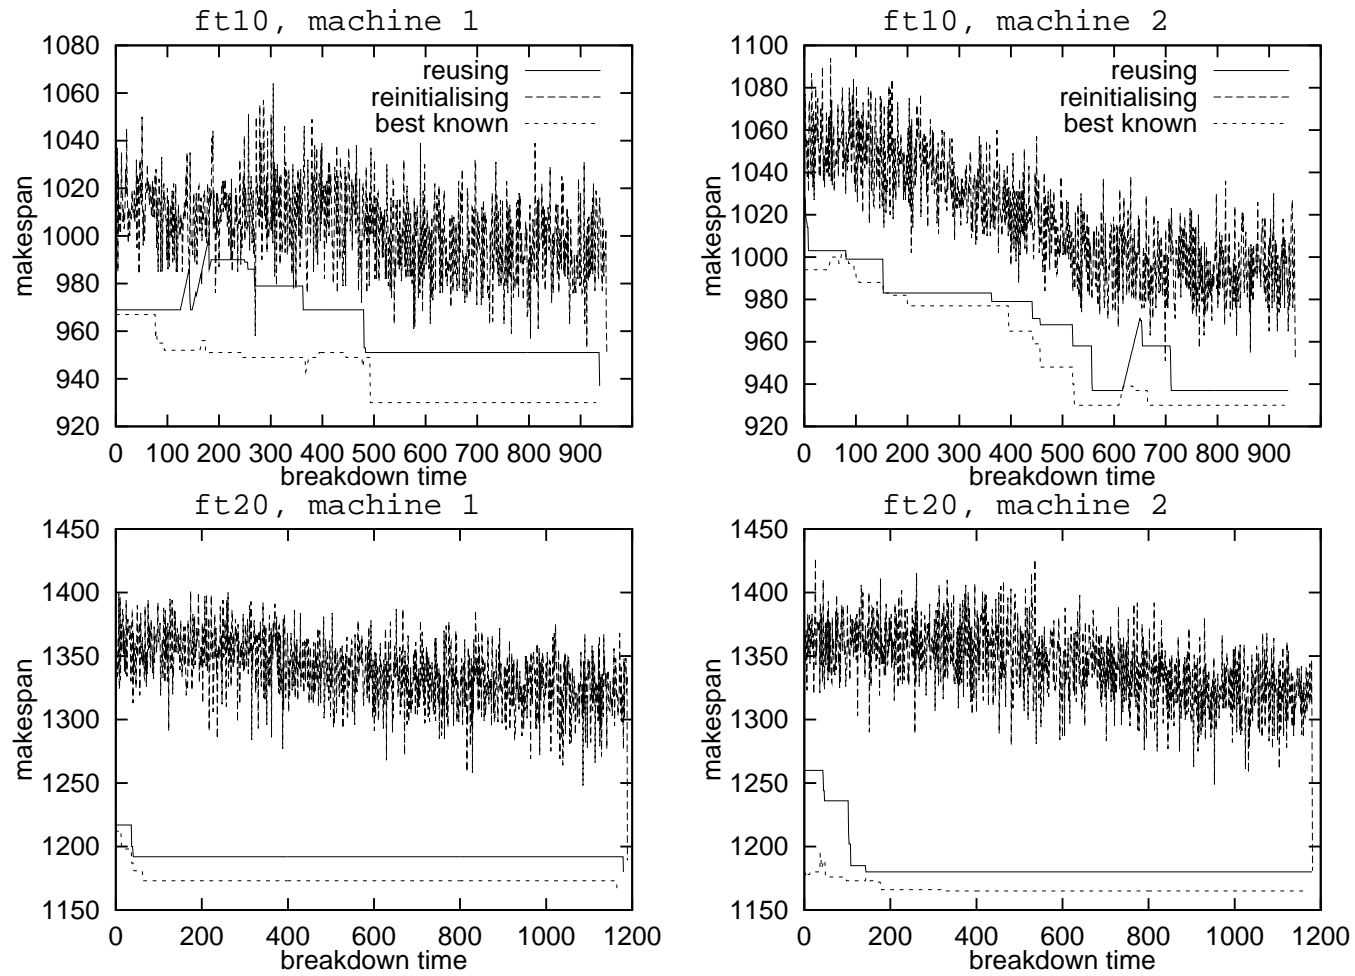 ft10, machine 1
1080
1060
1040
1020
1000
980
960
940
920
makespan
reusing
reinitialising
best known
0 100 200 300 400 500 600 700 800 900
breakdown time
ft10, machine 2
1100
1080
1060
1040
1020
1000
980
960
940
920
makespan
reusing
reinitialising
best known
0 100 200 300 400 500 600 700 800 900
breakdown time
ft20, machine 1
1450
1400
1350
1300
1250
1200
1150
makespan
0 200 400 600 800 1000 1200
breakdown time
ft20, machine 2
1450
1400
1350
1300
1250
1200
1150
makespan
0 200 400 600 800 1000 1200
breakdown time